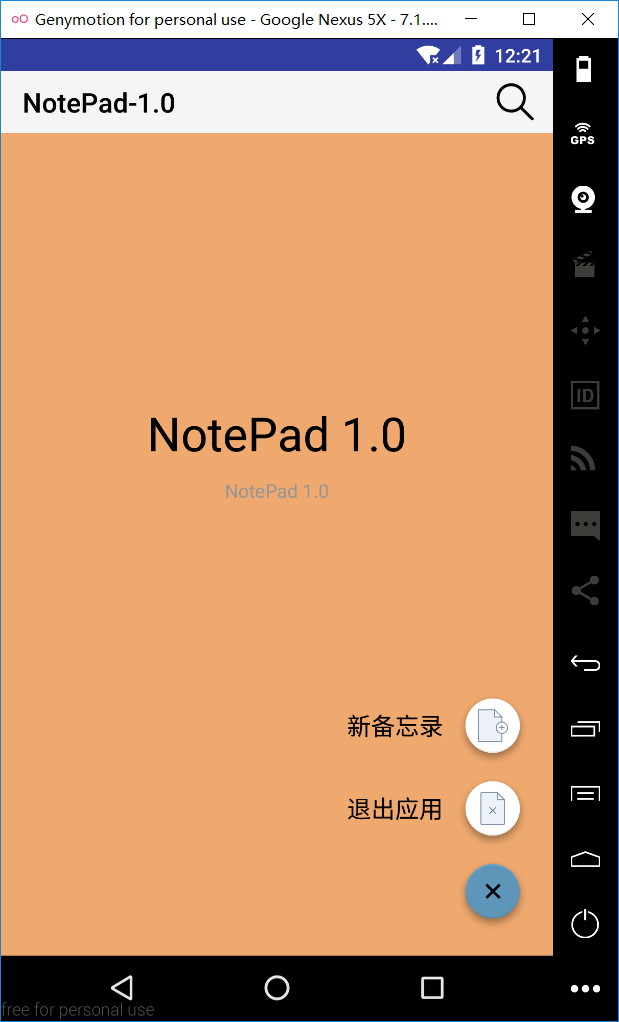 Genymotion for personal use - Google Nexus 5X - 7.1....
12:21
NotePad-1.0
GPS
NotePad 1.0
NotePad 1.0
ID
新备忘录
退出应用
free for personal use